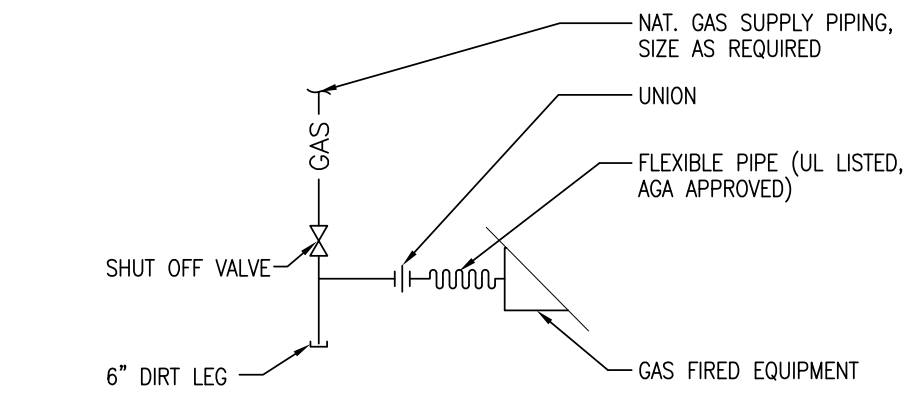 NAT. GAS SUPPLY PIPING,
SIZE AS REQUIRED
UNION
GAS
FLEXIBLE PIPE (UL LISTED,
AGA APPROVED)
SHUT OFF VALVE
6" DIRT LEG
GAS FIRED EQUIPMENT